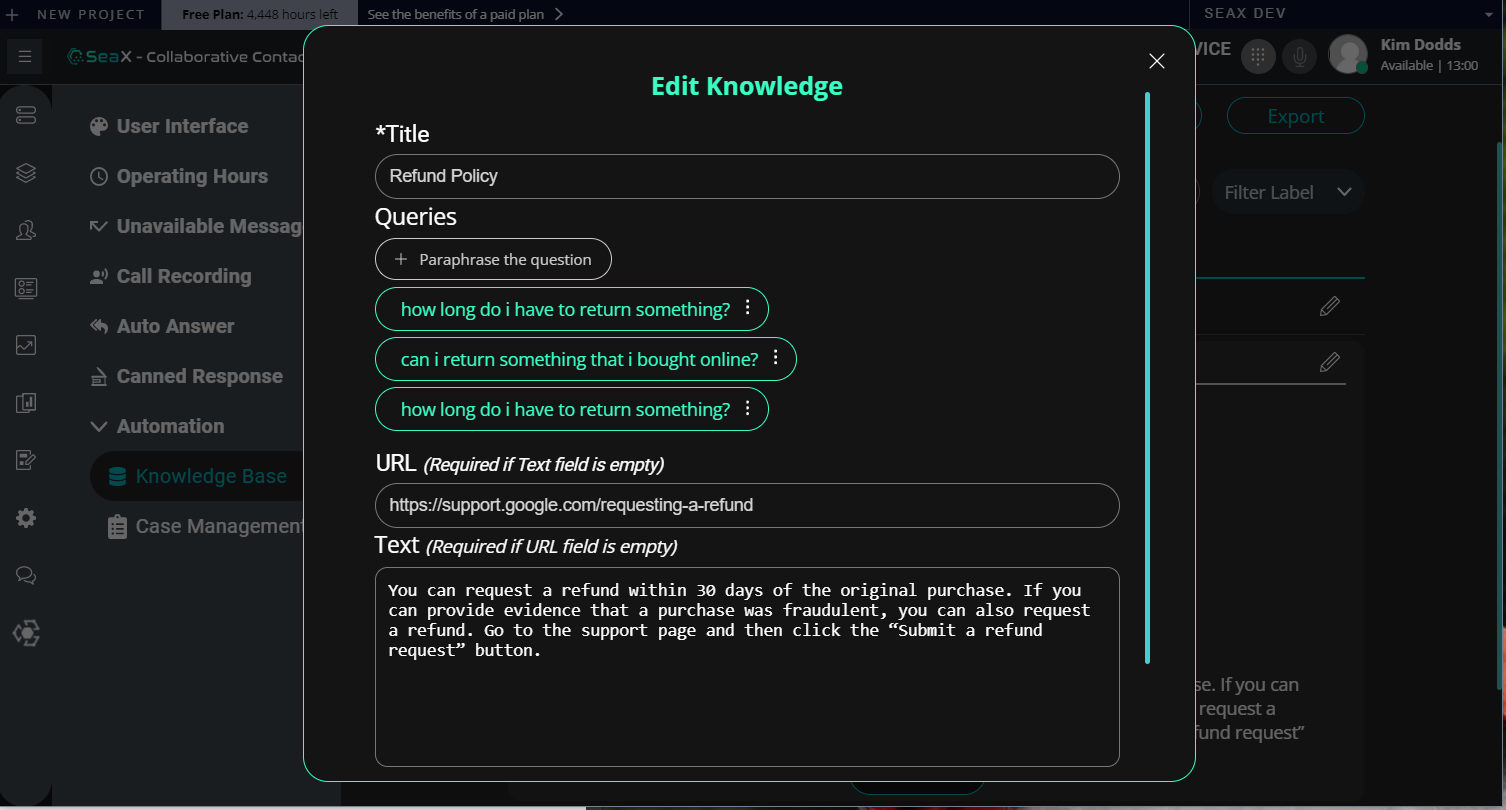 NEW PROJECT
Free Plan: 4,448 hours left
See the benefits of a paid plan
SEAX DEV
SeaX - Collaborative Contac
VICE
Kim Dodds
Available | 13:00
User Interface
Operating Hours
Unavailable Messag
Call Recording
Auto Answer
Canned Response
Automation
Knowledge Base
Case Management
Edit Knowledge
*Title
Refund Policy
Queries
+ Paraphrase the question
how long do i have to return something?
can i return something that i bought online?
how long do i have to return something?
URL (Required if Text field is empty)
https://support.google.com/requesting-a-refund
Text (Required if URL field is empty)
You can request a refund within 30 days of the original purchase. If you
can provide evidence that a purchase was fraudulent, you can also request
a refund. Go to the support page and then click the “Submit a refund
request” button.
Export
Filter Label
se. If you can
request a
fund request”